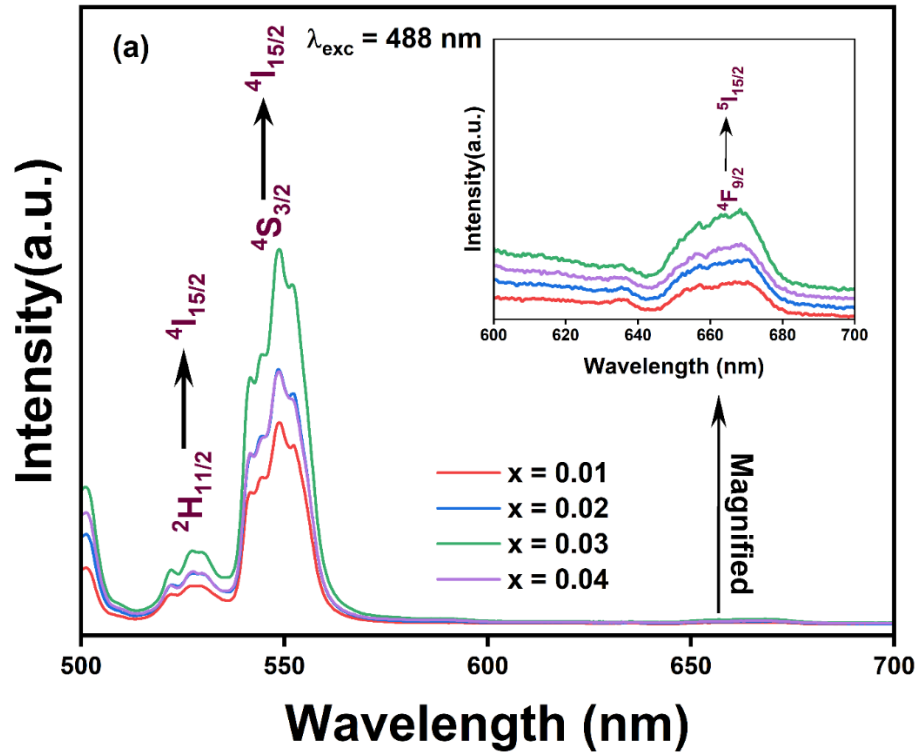 (a)
λexc = 488 nm
⁴I15/2
⁴S3/2
⁴I15/2
²H11/2
Intensity(a.u.)
500
550
600
650
700
Wavelength (nm)
x = 0.01
x = 0.02
x = 0.03
x = 0.04
Magnified
⁵I15/2
⁴F9/2
Intensity(a.u.)
600
620
640
660
680
700
Wavelength (nm)